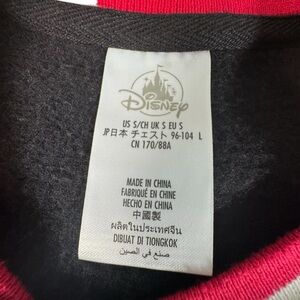 Disney
US S/CH UK S EU S
JP日本 チェスト 96-104 L
CN 170/88A
MADE IN CHINA
FABRIQUÉ EN CHINE
HECHO EN CHINA
中國製
ผลิตในประเทศจีน
DIBUAT DI TIONGKOK
صنع في الصين